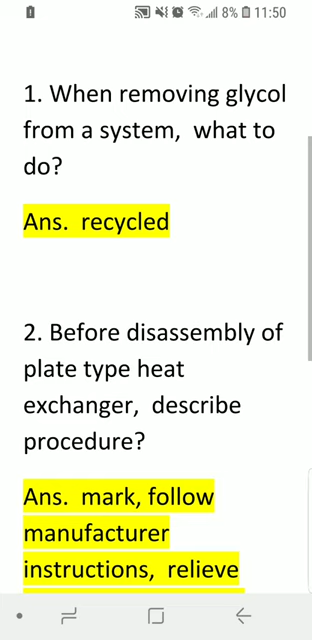 8% 11:50
1. When removing glycol
from a system, what to
do?
Ans. recycled
2. Before disassembly of
plate type heat
exchanger, describe
procedure?
Ans. mark, follow
manufacturer
instructions, relieve